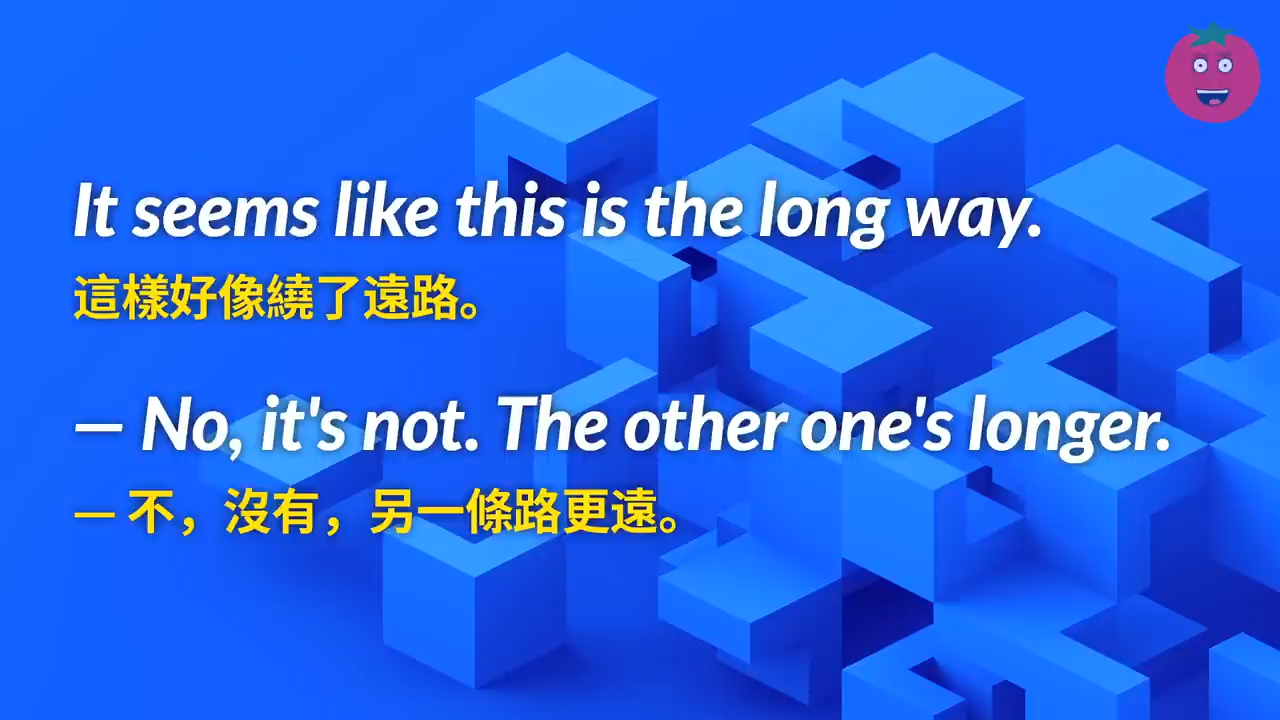 It seems like this is the long way.
這樣好像繞了遠路。
— No, it's not. The other one's longer.
— 不，沒有，另一條路更遠。